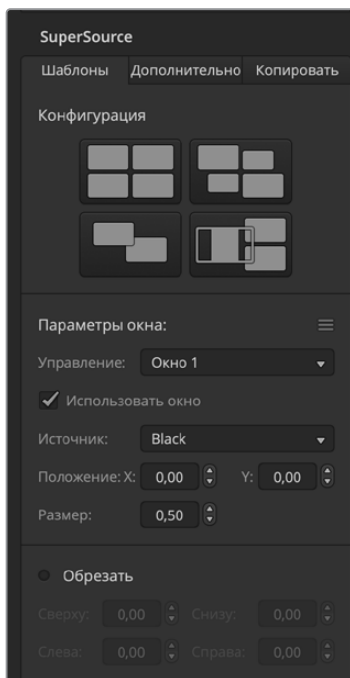 SuperSource
Шаблоны Дополнительно Копировать
Конфигурация
Параметры окна:
Управление: Окно 1
Использовать окно
Источник: Black
Положение: X: 0,00 Y: 0,00
Размер: 0,50
Обрезать
Сверху: 0,00 Снизу: 0,00
Слева: 0,00 Справа: 0,00